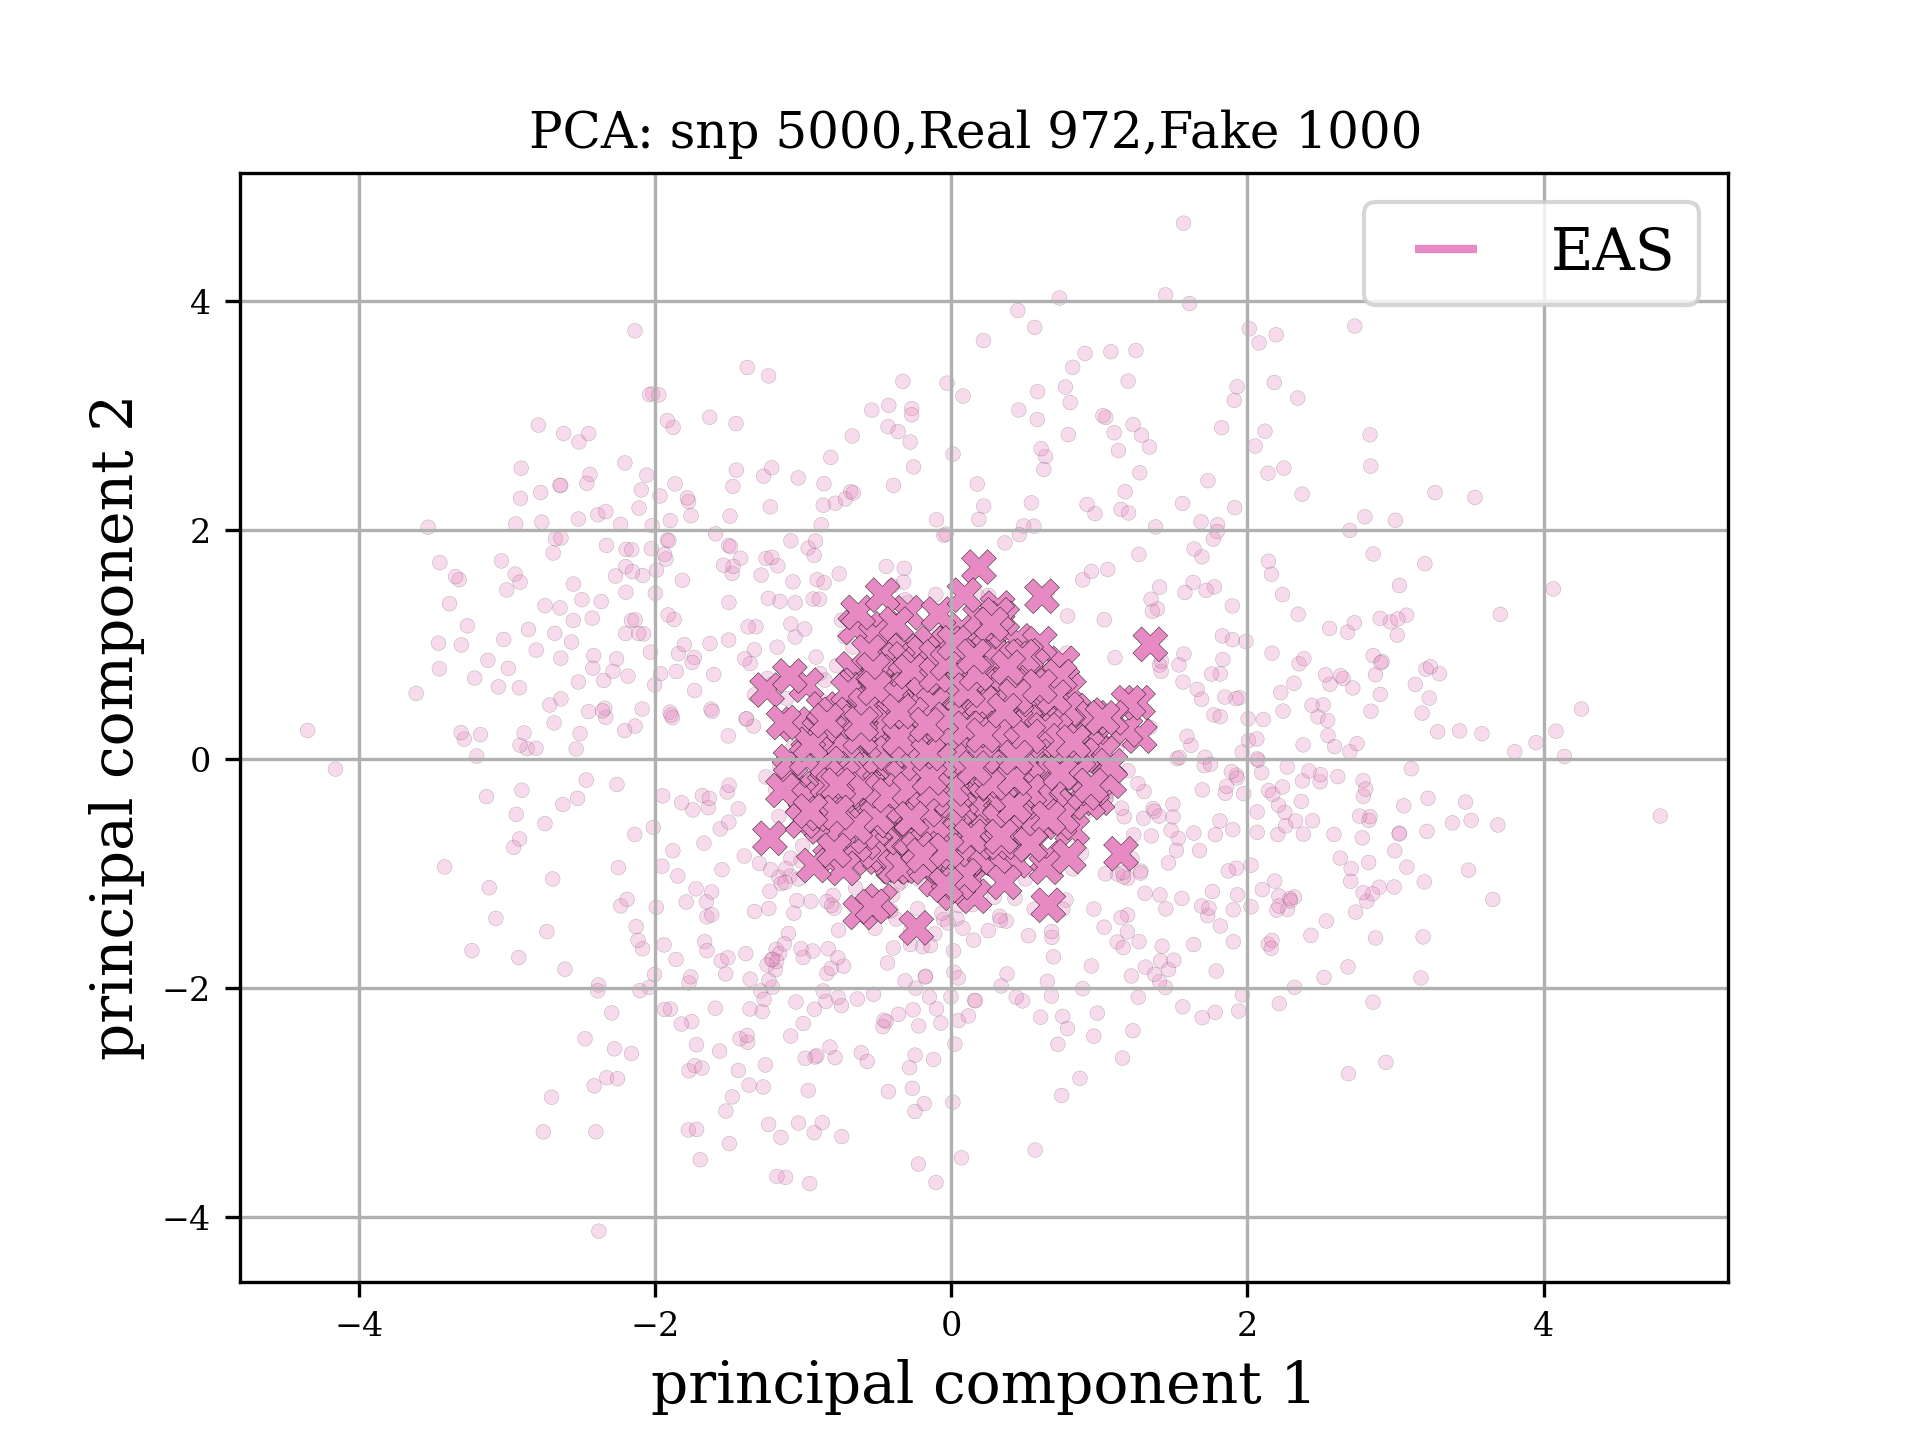 PCA: snp 5000,Real 972,Fake 1000
EAS
principal component 2
4
2
0
−2
−4
−4
−2
0
2
4
principal component 1